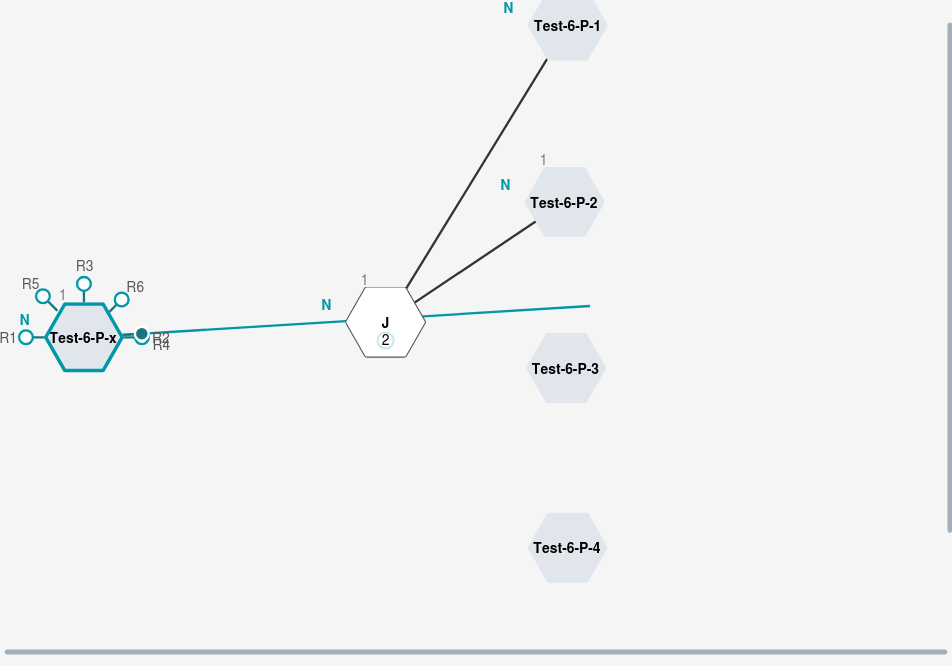 N
Test-6-P-1
1
N
Test-6-P-2
R3
1
R5
1
R6
N
N
J
R1
Test-6-P-x
R2
R4
2
Test-6-P-3
Test-6-P-4